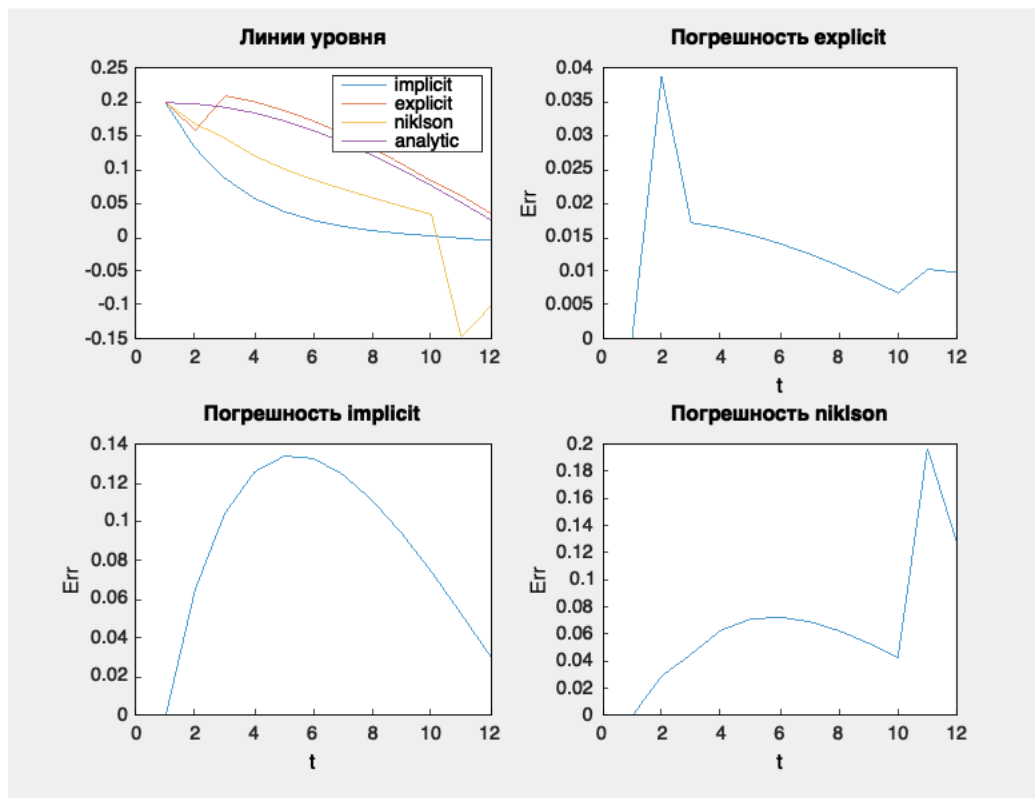 Линии уровня
0.25
0.2
0.15
0.1
0.05
0
-0.05
-0.1
-0.15
0 2 4 6 8 10 12
implicit
explicit
niklson
analytic
Погрешность explicit
Err
0.04
0.035
0.03
0.025
0.02
0.015
0.01
0.005
0
0 2 4 6 8 10 12
t
Погрешность implicit
Err
0.14
0.12
0.1
0.08
0.06
0.04
0.02
0
0 2 4 6 8 10 12
t
Погрешность niklson
Err
0.2
0.18
0.16
0.14
0.12
0.1
0.08
0.06
0.04
0.02
0
0 2 4 6 8 10 12
t